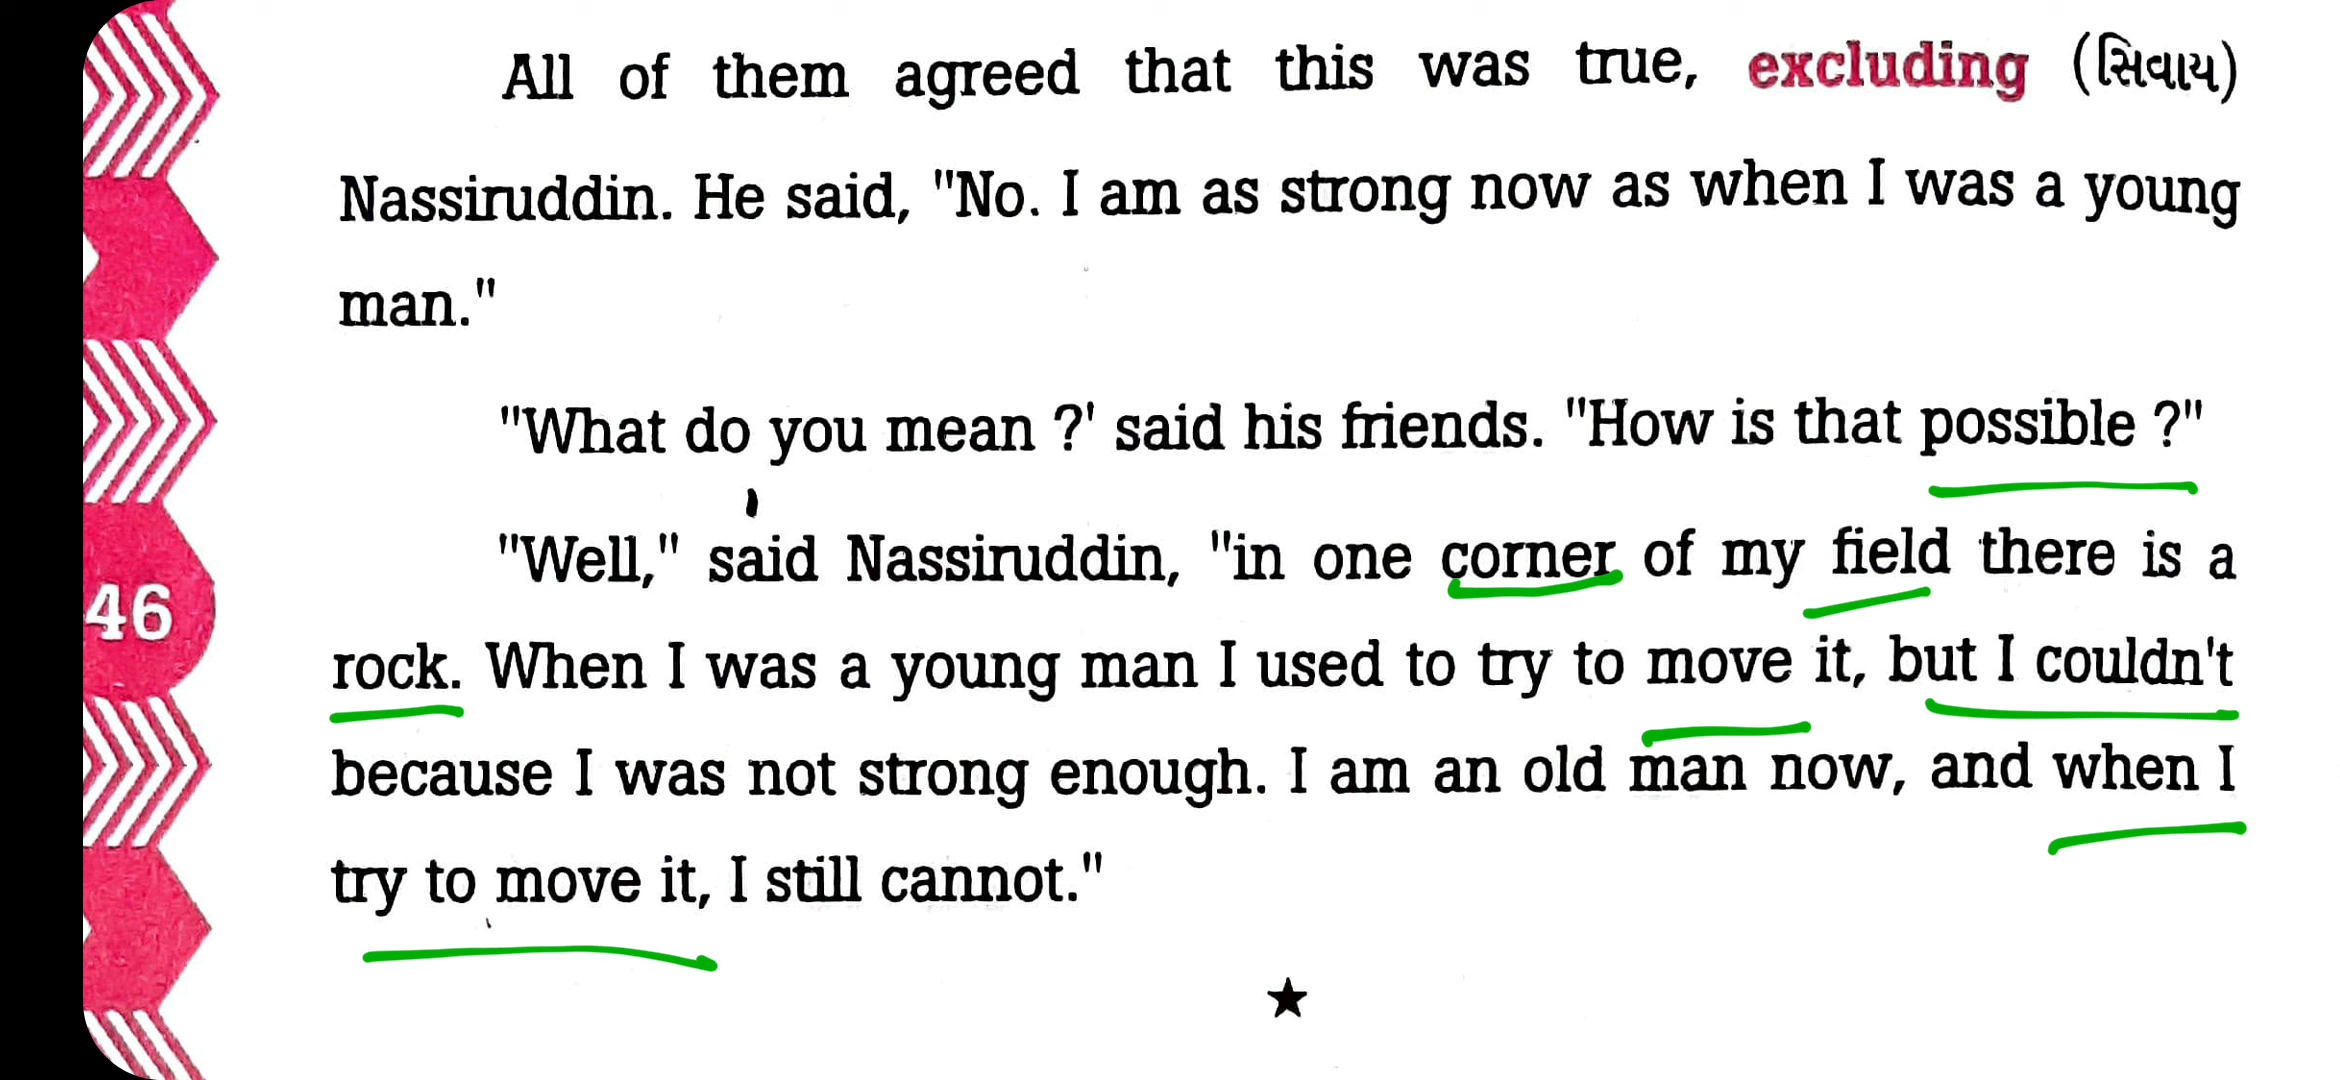 All of them agreed that this was true, excluding (સિવાય)
Nassiruddin. He said, "No. I am as strong now as when I was a young
man."
"What do you mean ?' said his friends. "How is that possible ?"
"Well," said Nassiruddin, "in one corner of my field there is a
46
rock. When I was a young man I used to try to move it, but I couldn't
because I was not strong enough. I am an old man now, and when I
try to move it, I still cannot."